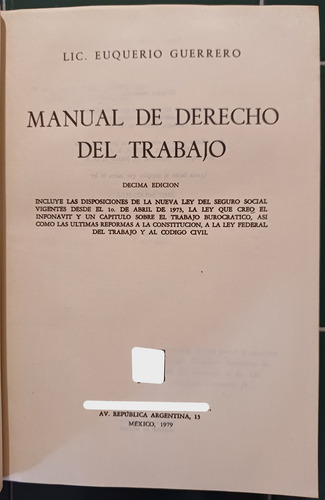 LIC. EUQUERIO GUERRERO
MANUAL DE DERECHO
DEL TRABAJO
DECIMA EDICION
INCLUYE LAS DISPOSICIONES DE LA NUEVA LEY DEL SEGURO SOCIAL
VIGENTES DESDE EL 1o. DE ABRIL DE 1973, LA LEY QUE CREO EL
INFONAVIT Y UN CAPITULO SOBRE EL TRABAJO BUROCRATICO, ASI
COMO LAS ULTIMAS REFORMAS A LA CONSTITUCION, A LA LEY FEDERAL
DEL TRABAJO Y AL CODIGO CIVIL
AV. REPÚBLICA ARGENTINA, 15
MÉXICO, 1979